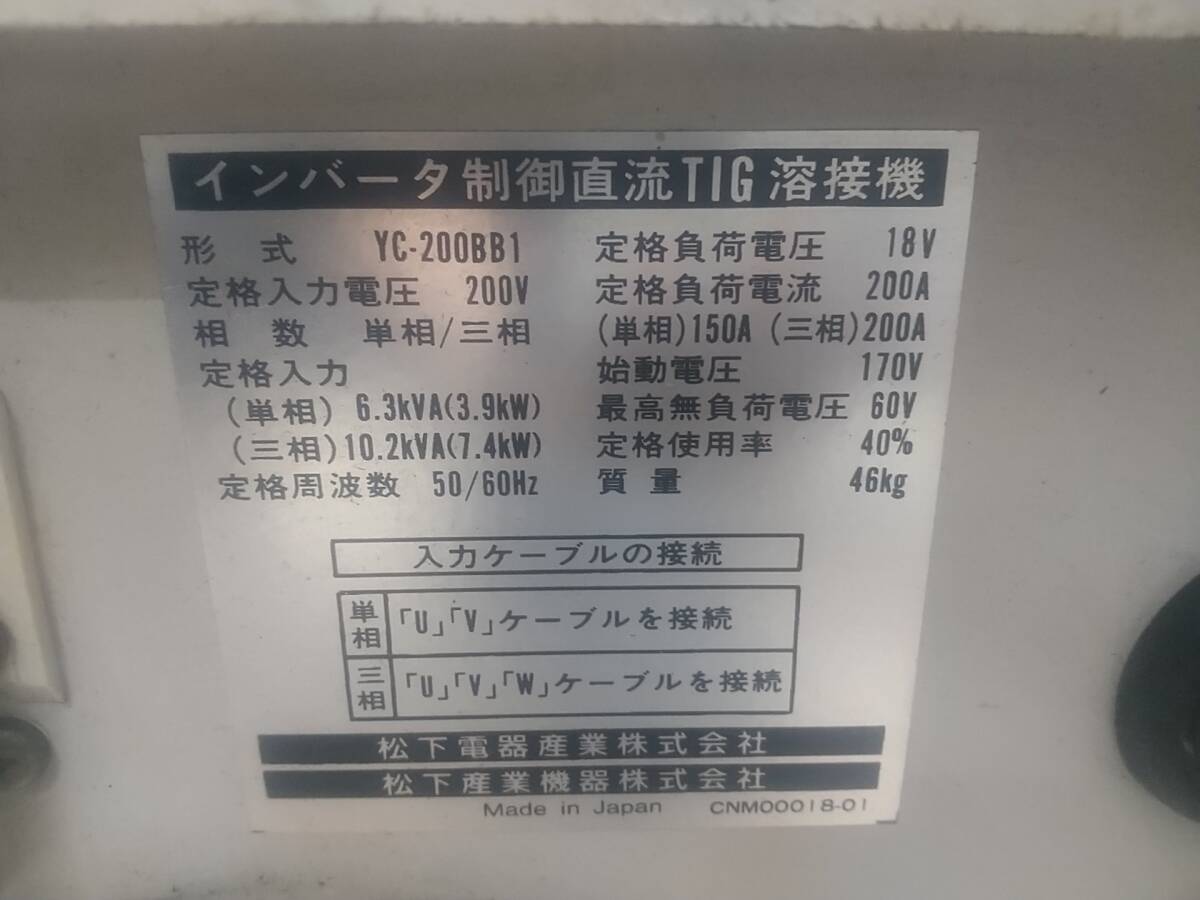 インバータ制御直流TIG溶接機
形 式 YC-200BB1
定格入力電圧 200V
相 数 単相/三相
定格入力
(単相) 6.3kVA(3.9kW)
(三相)10.2kVA(7.4kW)
定格周波数 50/60Hz
定格負荷電圧 18V
定格負荷電流 200A
(単相)150A (三相)200A
始動電圧 170V
最高無負荷電圧 60V
定格使用率 40%
質量 46kg
入力ケーブルの接続
単相 「U」「V」ケーブルを接続
三相 「U」「V」「W」ケーブルを接続
松下電器産業株式会社
松下産業機器株式会社
Made in Japan CNM00018-01